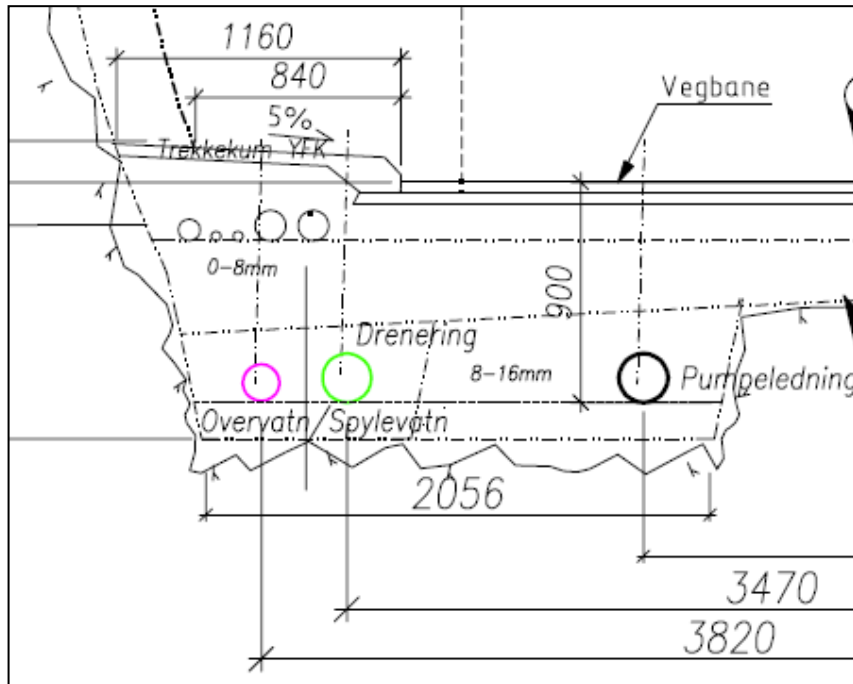 1160
840
Vegbane
5%
Trekkekum YFK
0-8mm
900
Drenering
8-16mm
Pumpeledning
Overvatn/Spylevatn
2056
3470
3820